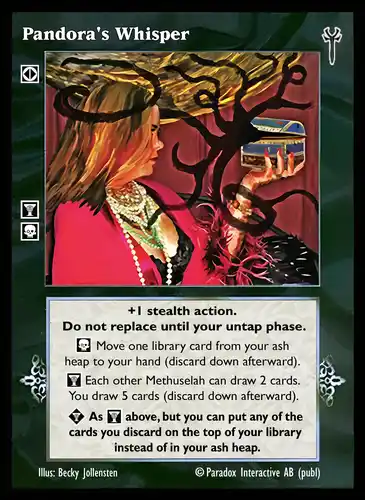 Pandora's Whisper
+1 stealth action.
Do not replace until your untap phase.
Move one library card from your ash
heap to your hand (discard down afterward).
Each other Methuselah can draw 2 cards.
You draw 5 cards (discard down afterward).
As above, but you can put any of the
cards you discard on the top of your library
instead of in your ash heap.
Illus: Becky Jollensten © Paradox Interactive AB (publ)